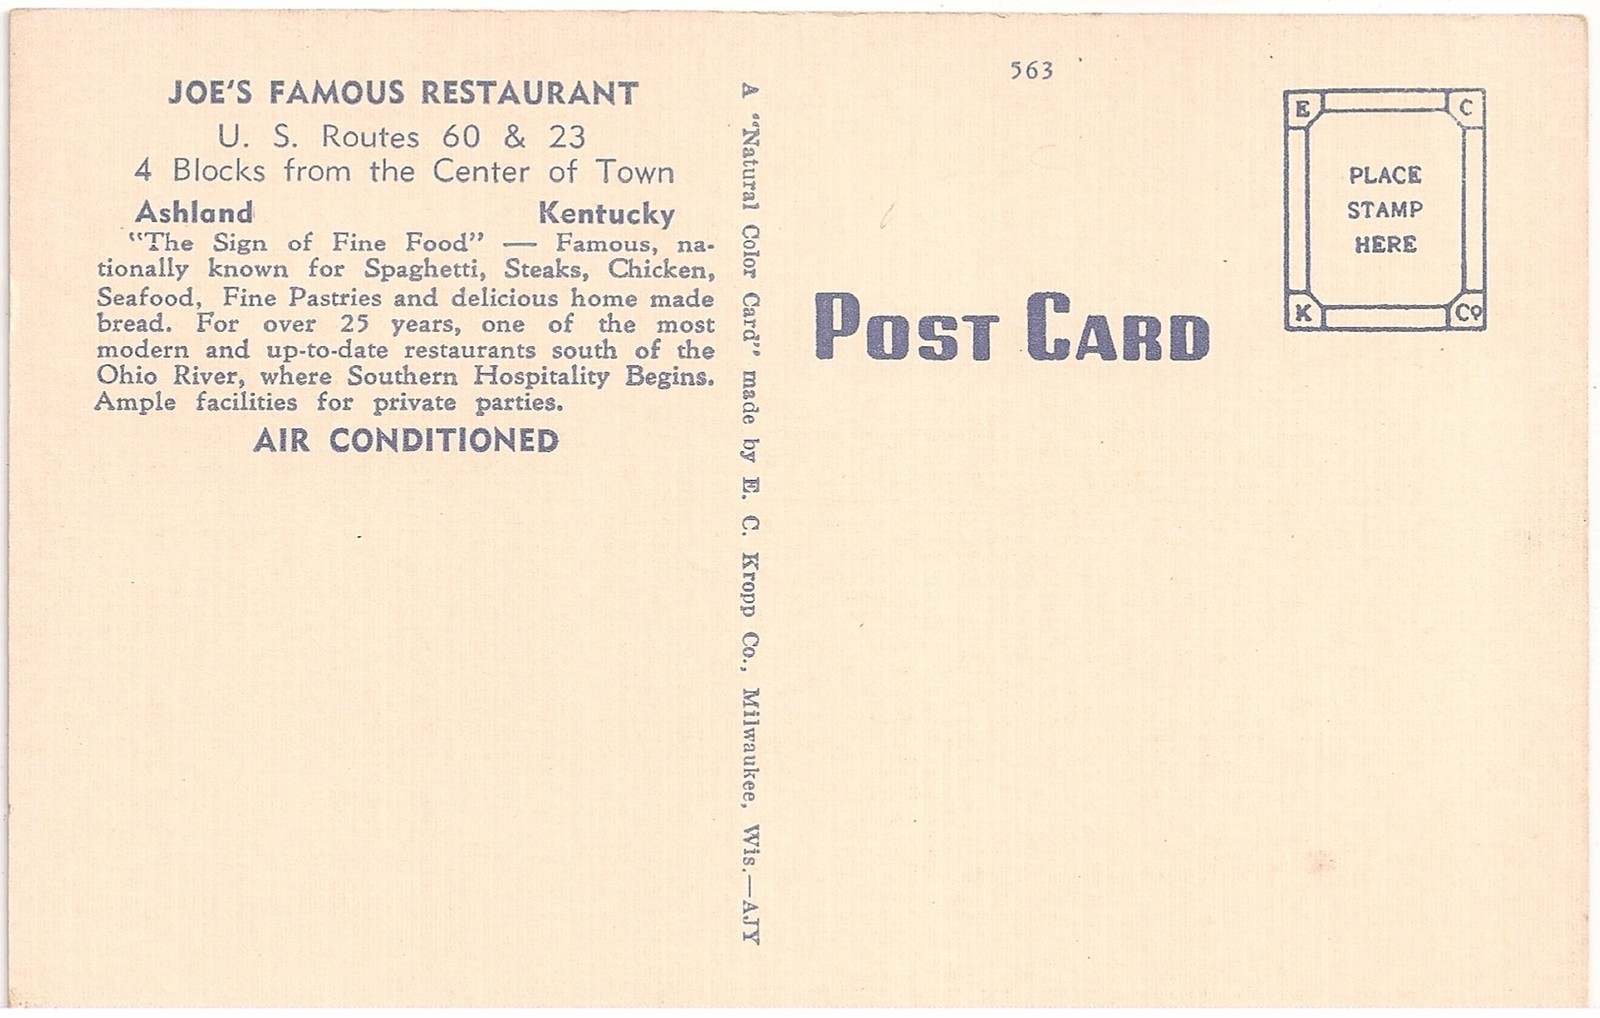 JOE'S FAMOUS RESTAURANT
U. S. Routes 60 & 23
4 Blocks from the Center of Town
Ashland Kentucky
"The Sign of Fine Food" — Famous, na-
tionally known for Spaghetti, Steaks, Chicken,
Seafood, Fine Pastries and delicious home made
bread. For over 25 years, one of the most
modern and up-to-date restaurants south of the
Ohio River, where Southern Hospitality Begins.
Ample facilities for private parties.
AIR CONDITIONED
A "Natural Color Card" made by E. C. Kropp Co., Milwaukee, Wis.—AJY
563
POST CARD
E C
PLACE
STAMP
HERE
K Co